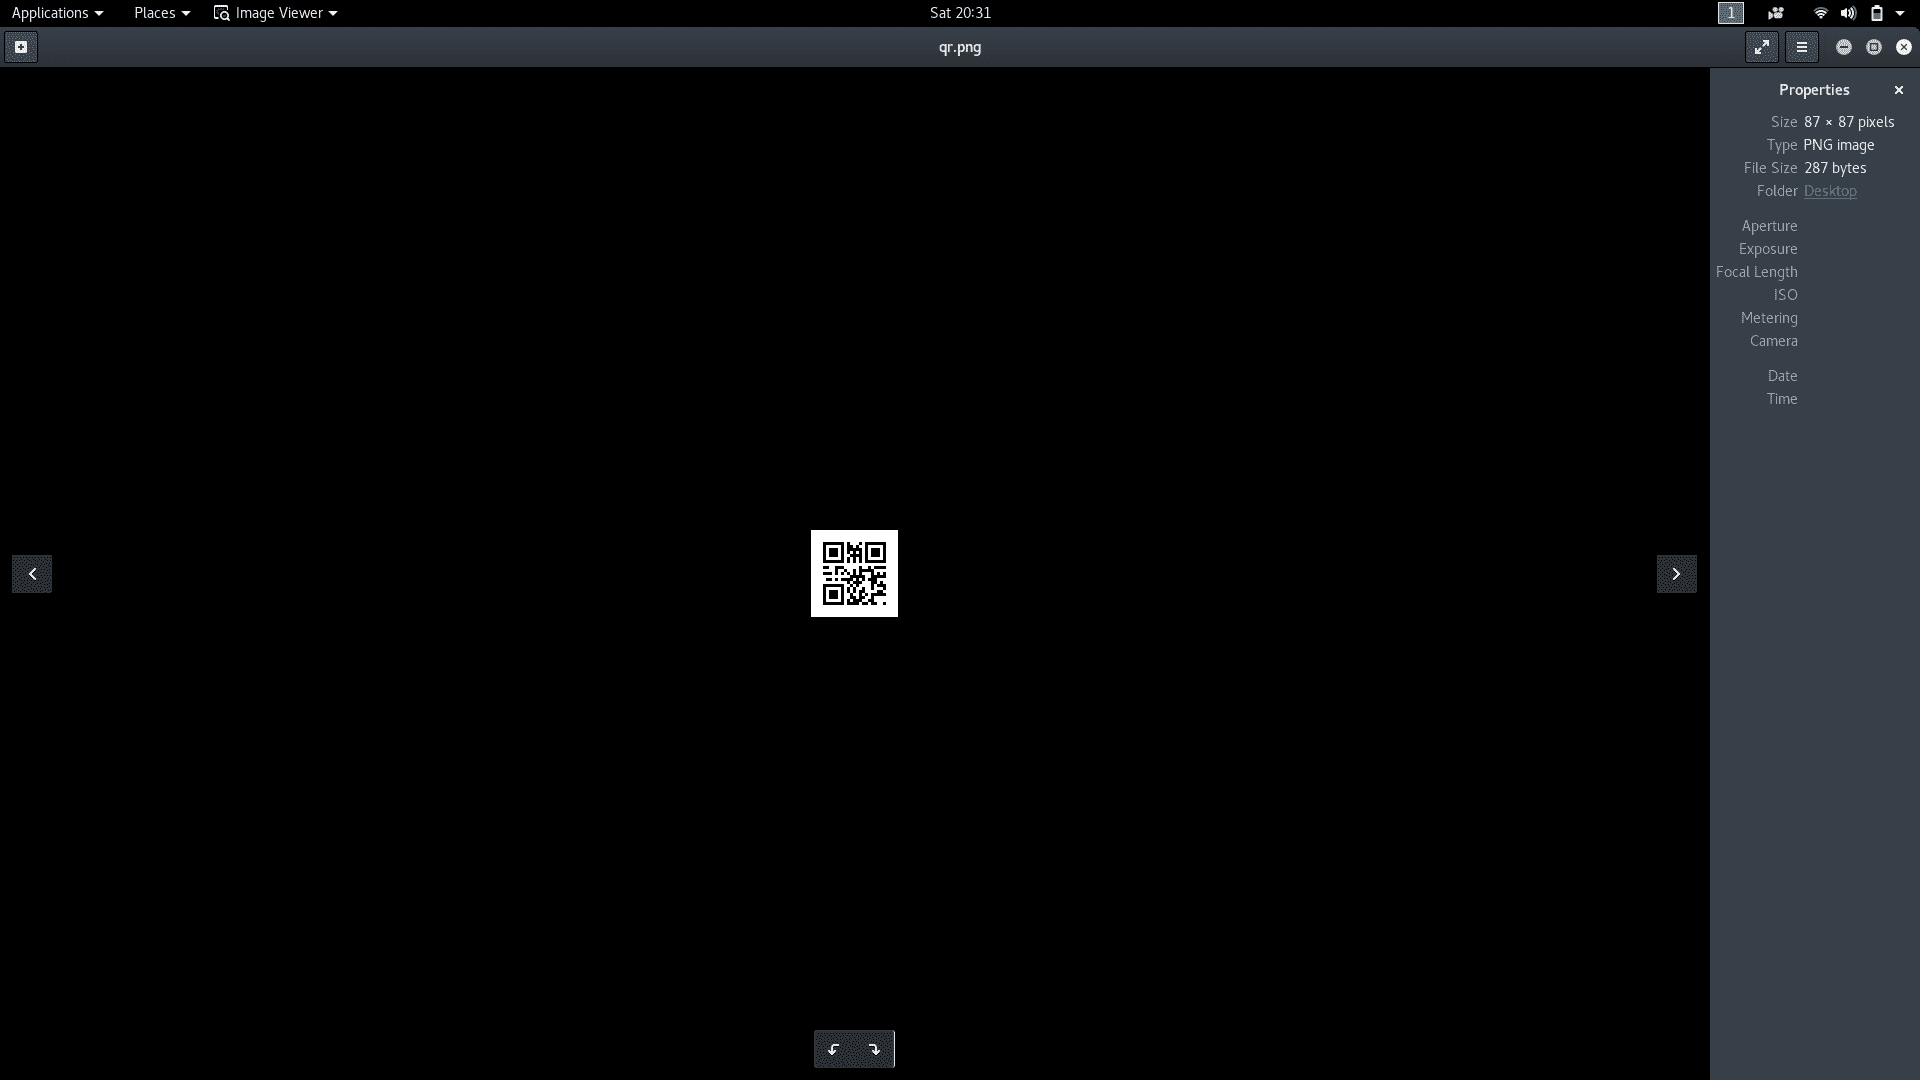 Applications Places Image Viewer Sat 20:31 1
qr.png
Properties
Size 87 × 87 pixels
Type PNG image
File Size 287 bytes
Folder Desktop
Aperture
Exposure
Focal Length
ISO
Metering
Camera
Date
Time